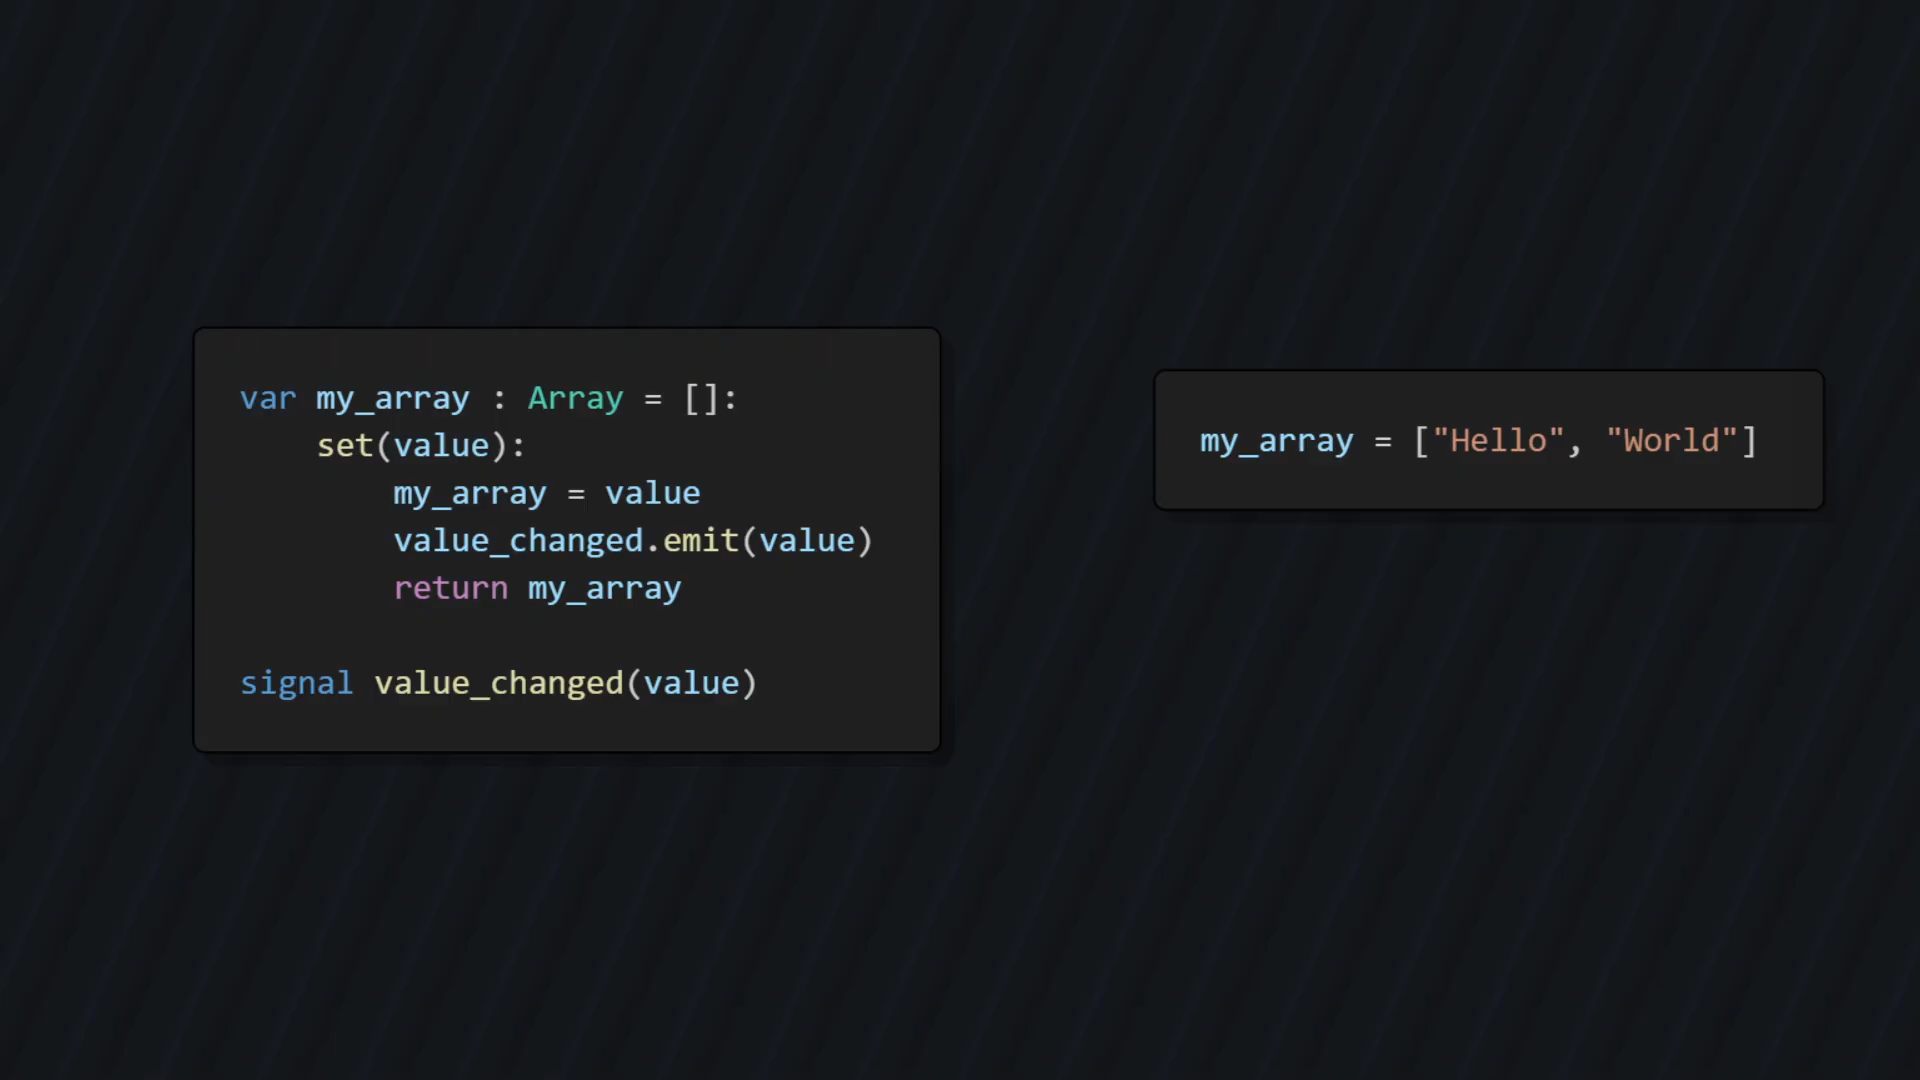 var my_array : Array = []:
    set(value):
        my_array = value
        value_changed.emit(value)
        return my_array
signal value_changed(value)
my_array = ["Hello", "World"]